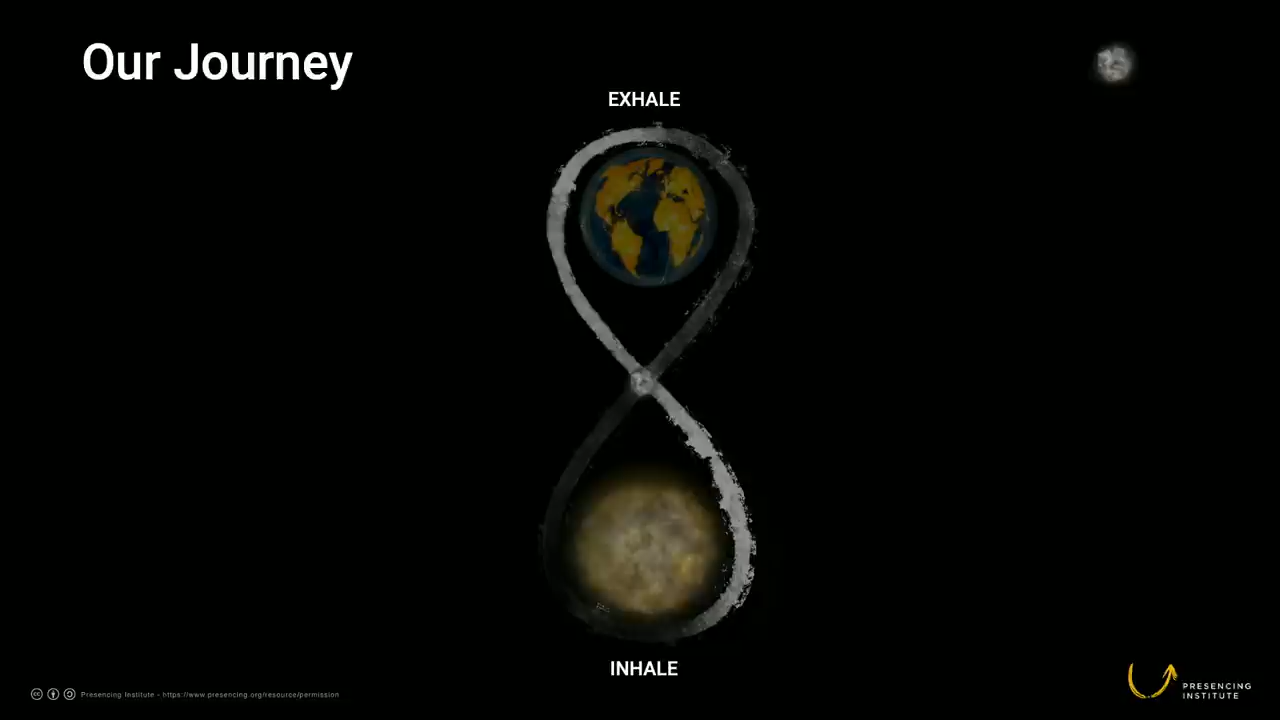 Our Journey
EXHALE
INHALE
Presencing Institute - https://www.presencing.org/resource/permission
PRESENCING
INSTITUTE